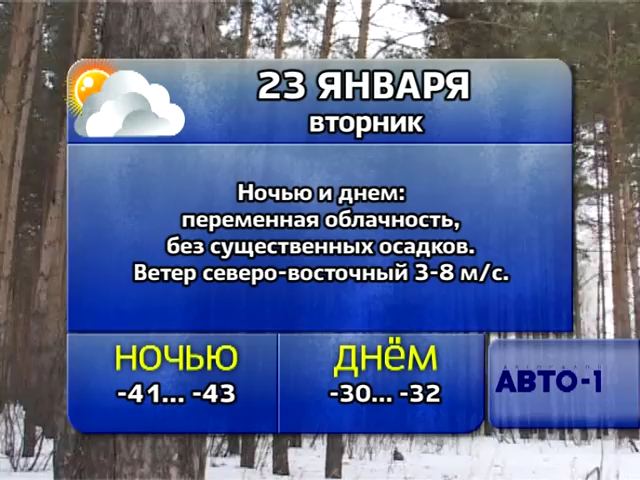 23 ЯНВАРЯ
вторник
Ночью и днем:
переменная облачность,
без существенных осадков.
Ветер северо-восточный 3-8 м/с.
НОЧЬЮ
-41... -43
ДНЁМ
-30... -32
АВТО-1